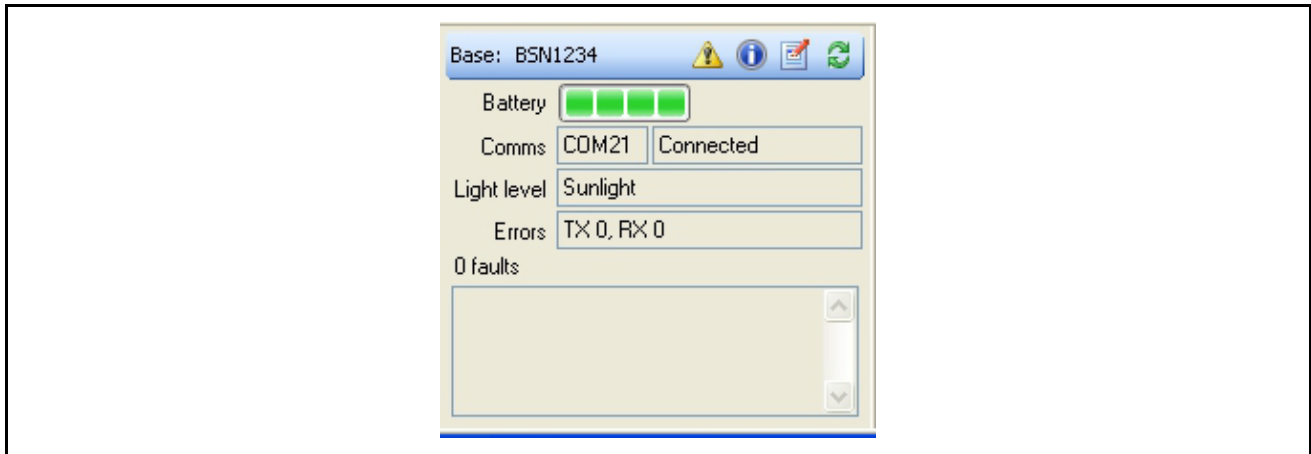 Base: BSN1234
Battery
Comms COM21 Connected
Light level Sunlight
Errors TX 0, RX 0
0 faults